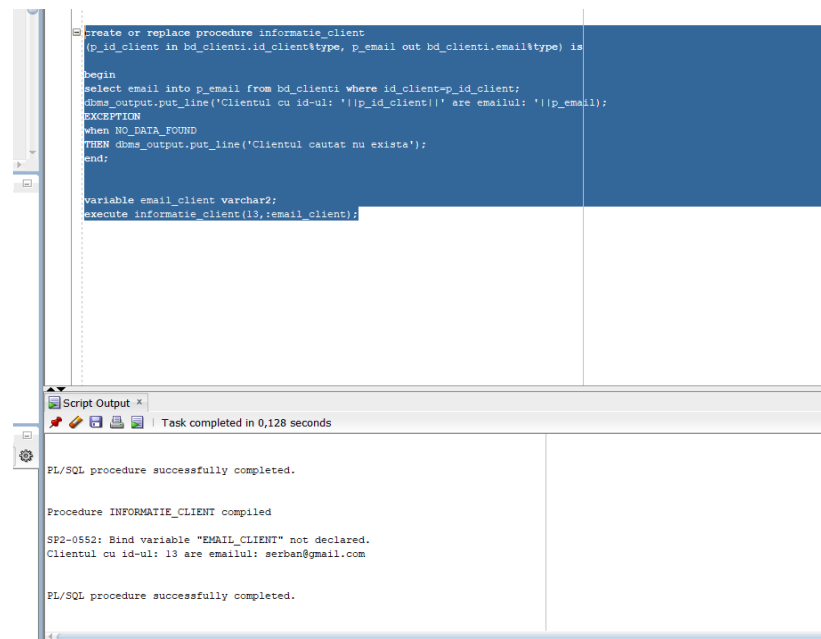 create or replace procedure informatie_client
(p_id_client in bd_clienti.id_client%type, p_email out bd_clienti.email%type) is
begin
select email into p_email from bd_clienti where id_client=p_id_client;
dbms_output.put_line('Clientul cu id-ul: '||p_id_client||' are emailul: '||p_email);
EXCEPTION
when NO_DATA_FOUND
THEN dbms_output.put_line('Clientul cautat nu exista');
end;
variable email_client varchar2;
execute informatie_client(13,:email_client);
Script Output ×
Task completed in 0,128 seconds
PL/SQL procedure successfully completed.
Procedure INFORMATIE_CLIENT compiled
SP2-0552: Bind variable "EMAIL_CLIENT" not declared.
Clientul cu id-ul: 13 are emailul: serban@gmail.com
PL/SQL procedure successfully completed.